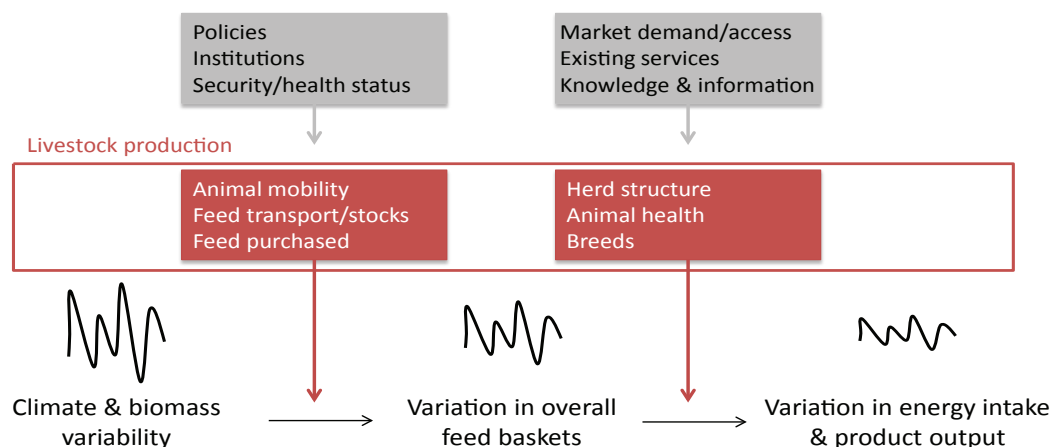 Policies
Institutions
Security/health status
Market demand/access
Existing services
Knowledge & information
Livestock production
Animal mobility
Feed transport/stocks
Feed purchased
Herd structure
Animal health
Breeds
Climate & biomass
variability
Variation in overall
feed baskets
Variation in energy intake
& product output